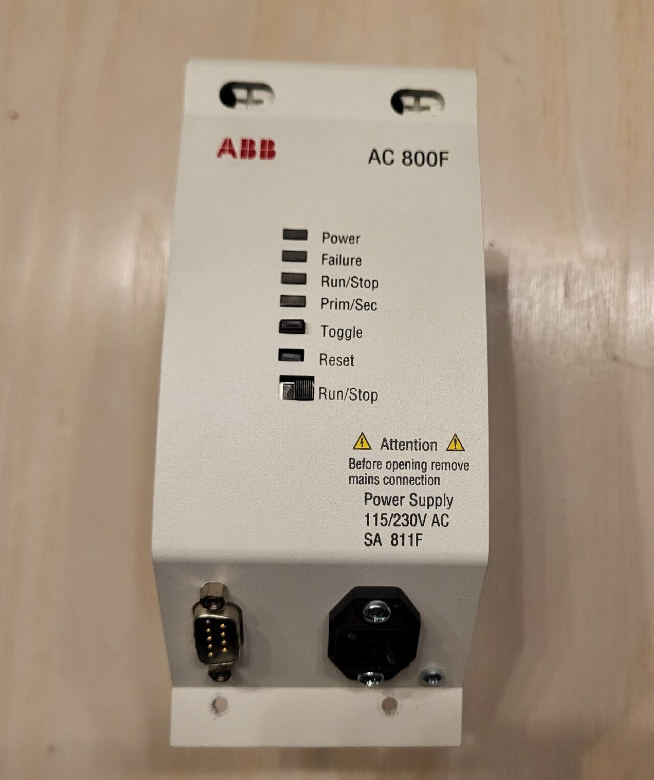 ABB AC 800F
Power
Failure
Run/Stop
Prim/Sec
Toggle
Reset
Run/Stop
Attention
Before opening remove
mains connection
Power Supply
115/230V AC
SA 811F